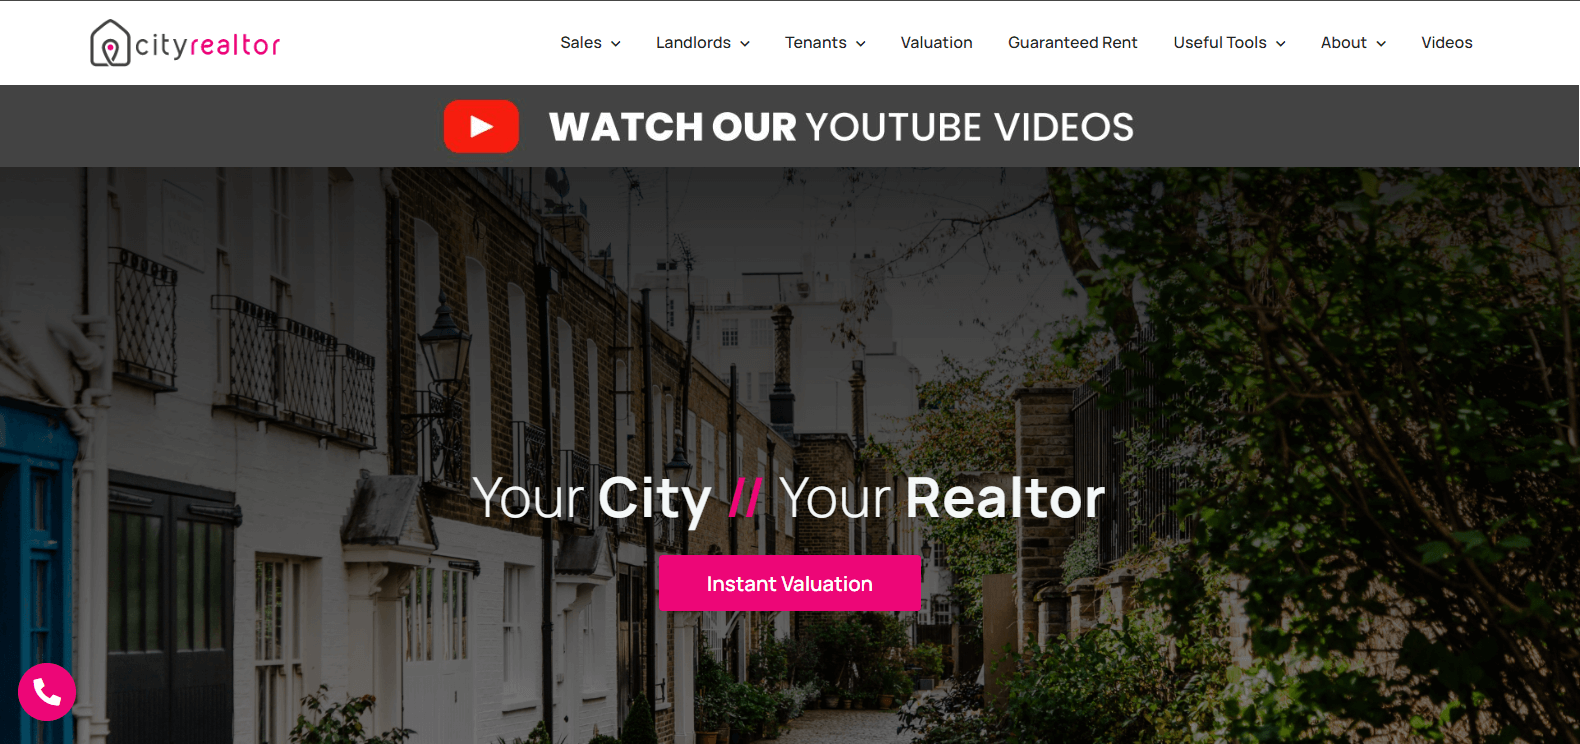 cityrealtor
Sales Landlords Tenants Valuation Guaranteed Rent Useful Tools About Videos
WATCH OUR YOUTUBE VIDEOS
Your City // Your Realtor
Instant Valuation